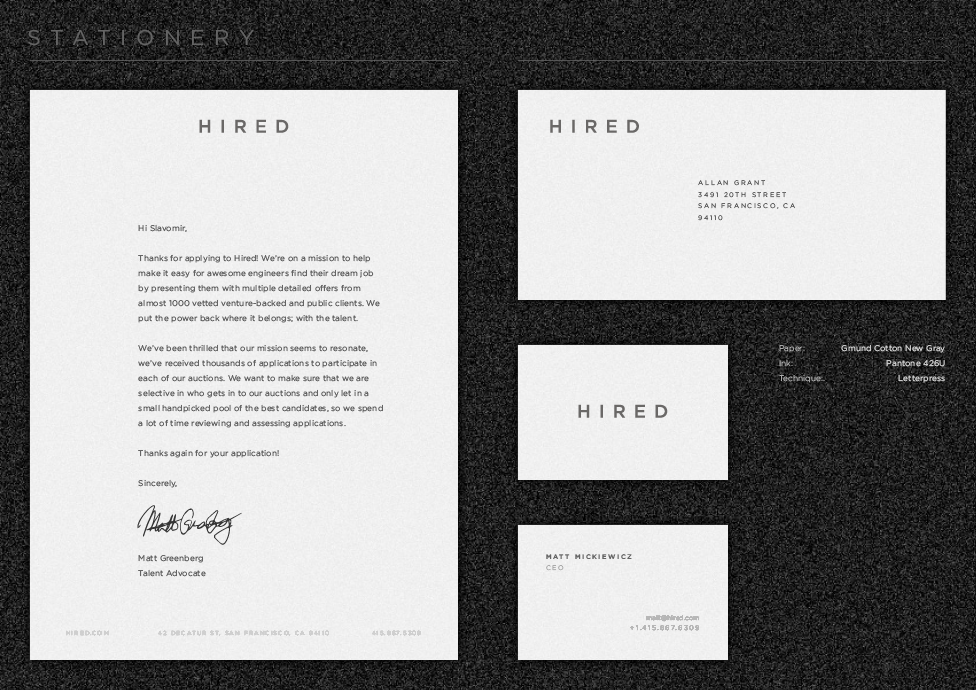 STATIONERY
HIRED
Hi Slavomir,
Thanks for applying to Hired! We're on a mission to help
make it easy for awesome engineers find their dream job
by presenting them with multiple detailed offers from
almost 1000 vetted venture-backed and public clients. We
put the power back where it belongs; with the talent.
We've been thrilled that our mission seems to resonate,
we've received thousands of applications to participate in
each of our auctions. We want to make sure that we are
selective in who gets in to our auctions and only let in a
small handpicked pool of the best candidates, so we spend
a lot of time reviewing and assessing applications.
Thanks again for your application!
Sincerely,
Matt Greenberg
Talent Advocate
HIRED.COM 42 DECATUR ST. SAN FRANCISCO, CA 94110 415.867.5309
HIRED
ALLAN GRANT
3491 20TH STREET
SAN FRANCISCO, CA
94110
HIRED
Paper: Gmund Cotton New Gray
Ink: Pantone 426U
Technique: Letterpress
MATT MICKIEWICZ
CEO
matt@hired.com
+1.415.867.5309